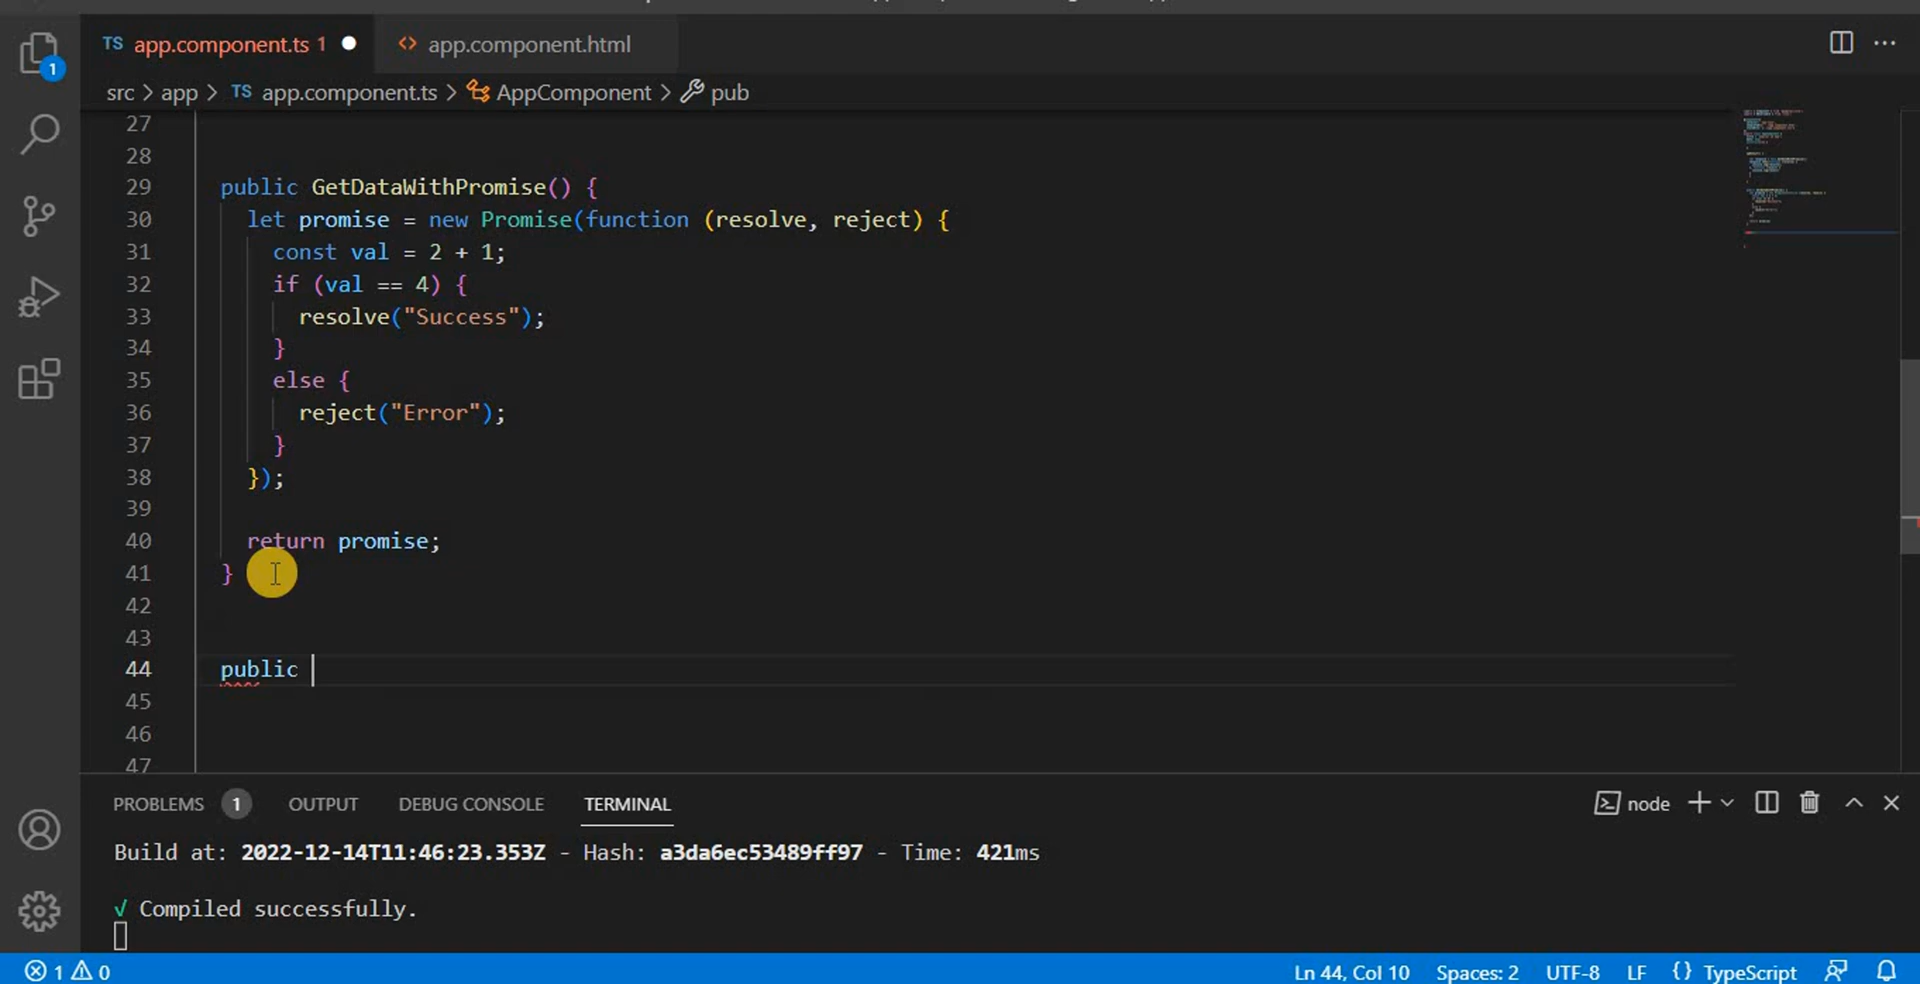 TS app.component.ts 1 <> app.component.html
1
src > app > TS app.component.ts > AppComponent > pub
27
28
29 public GetDataWithPromise() {
30 let promise = new Promise(function (resolve, reject) {
31 const val = 2 + 1;
32 if (val == 4) {
33 resolve("Success");
34 }
35 else {
36 reject("Error");
37 }
38 });
39
40 return promise;
41 }
42
43
44 public
45
46
47
PROBLEMS 1 OUTPUT DEBUG CONSOLE TERMINAL node
Build at: 2022-12-14T11:46:23.353Z - Hash: a3da6ec53489ff97 - Time: 421ms
√ Compiled successfully.
1 0 Ln 44, Col 10 Spaces: 2 UTF-8 LF {} TypeScript